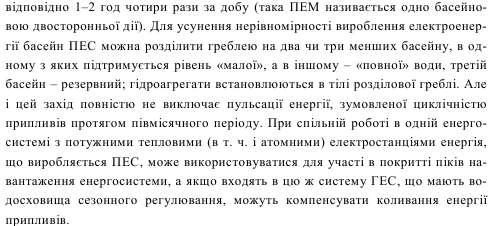 відповідно 1–2 год чотири рази за добу (така ПЕМ називається одно басейно-
вою двосторонньої дії). Для усунення нерівномірності вироблення електроенер-
гії басейн ПЕС можна розділити греблею на два чи три менших басейну, в од-
ному з яких підтримується рівень «малої», а в іншому – «повної» води, третій
басейн – резервний; гідроагрегати встановлюються в тілі розділової греблі. Але
і цей захід повністю не виключає пульсації енергії, зумовленої циклічністю
припливів протягом півмісячного періоду. При спільній роботі в одній енерго-
системі з потужними тепловими (в т. ч. і атомними) електростанціями енергія,
що виробляється ПЕС, може використовуватися для участі в покритті піків на-
вантаження енергосистеми, а якщо входять в цю ж систему ГЕС, що мають во-
досховища сезонного регулювання, можуть компенсувати коливання енергії
припливів.